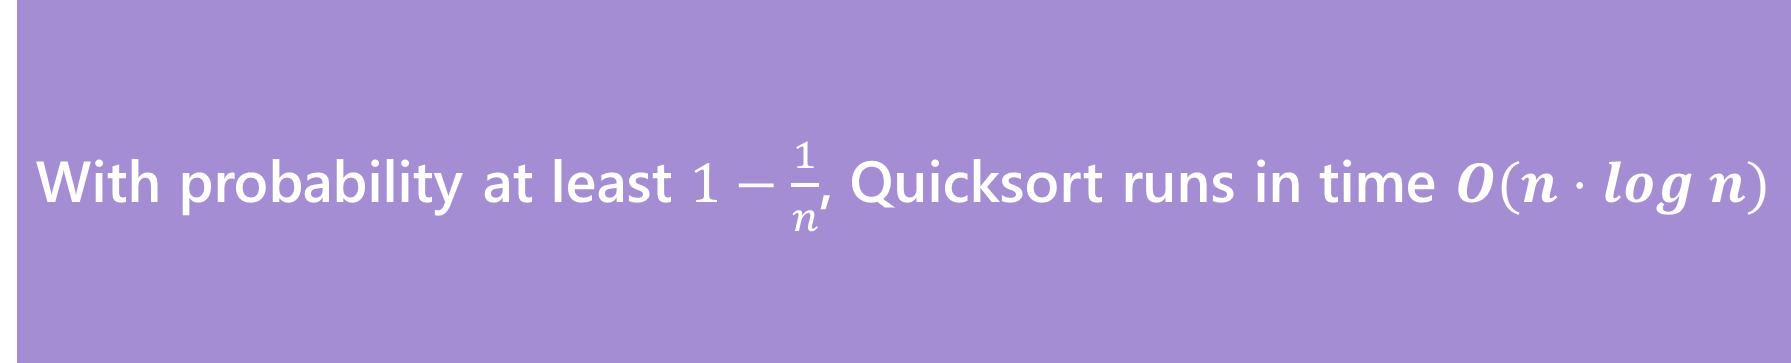 With probability at least 1 − 1/n, Quicksort runs in time O(n · log n)